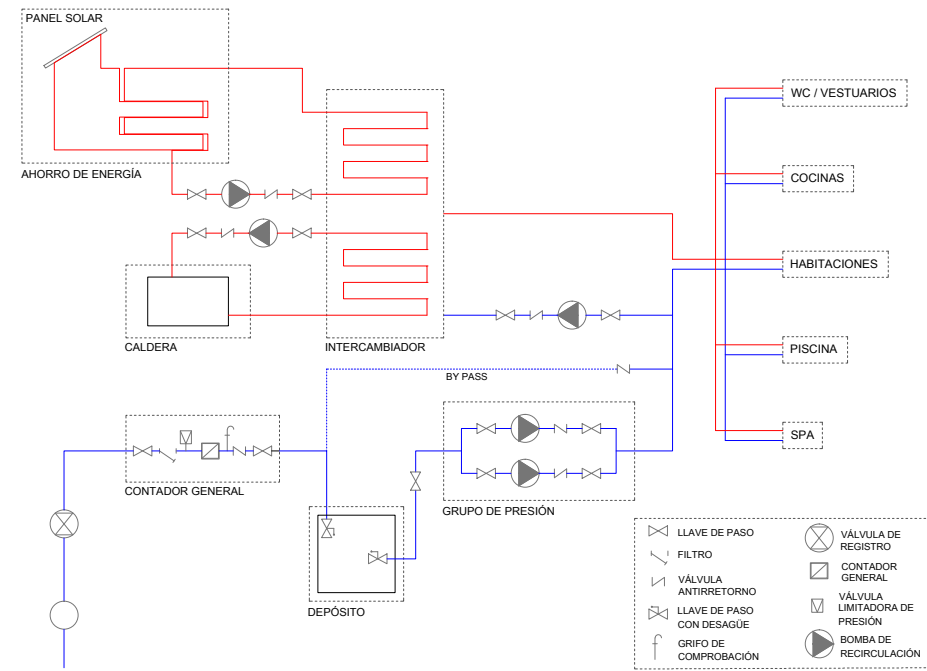 PANEL SOLAR
AHORRO DE ENERGÍA
CALDERA
INTERCAMBIADOR
WC / VESTUARIOS
COCINAS
HABITACIONES
PISCINA
SPA
BY PASS
CONTADOR GENERAL
GRUPO DE PRESIÓN
DEPÓSITO
LLAVE DE PASO
FILTRO
VÁLVULA
ANTIRRETORNO
LLAVE DE PASO
CON DESAGÜE
GRIFO DE
COMPROBACIÓN
VÁLVULA DE
REGISTRO
CONTADOR
GENERAL
VÁLVULA
LIMITADORA DE
PRESIÓN
BOMBA DE
RECIRCULACIÓN